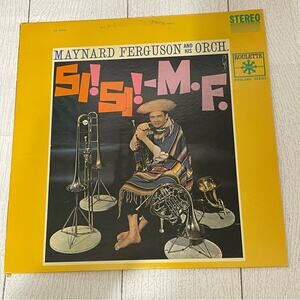 STEREO
MAYNARD FERGUSON AND HIS ORCH.
ROULETTE
SI! SI!-M.F.